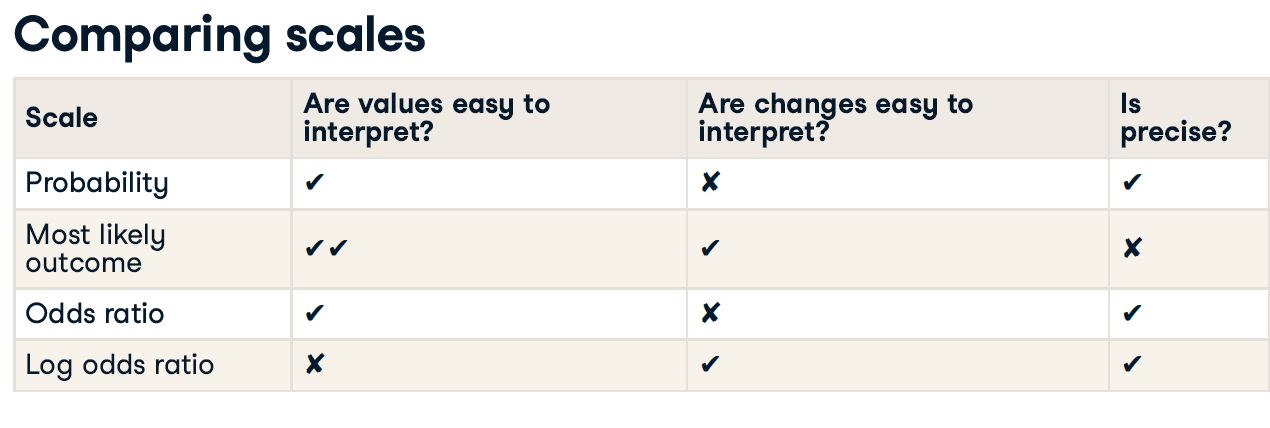 Comparing scales
Scale
Are values easy to
interpret?
Are changes easy to
interpret?
Is
precise?
Probability ✔ ✘ ✔
Most likely
outcome
✔✔ ✔ ✘
Odds ratio ✔ ✘ ✔
Log odds ratio ✘ ✔ ✔